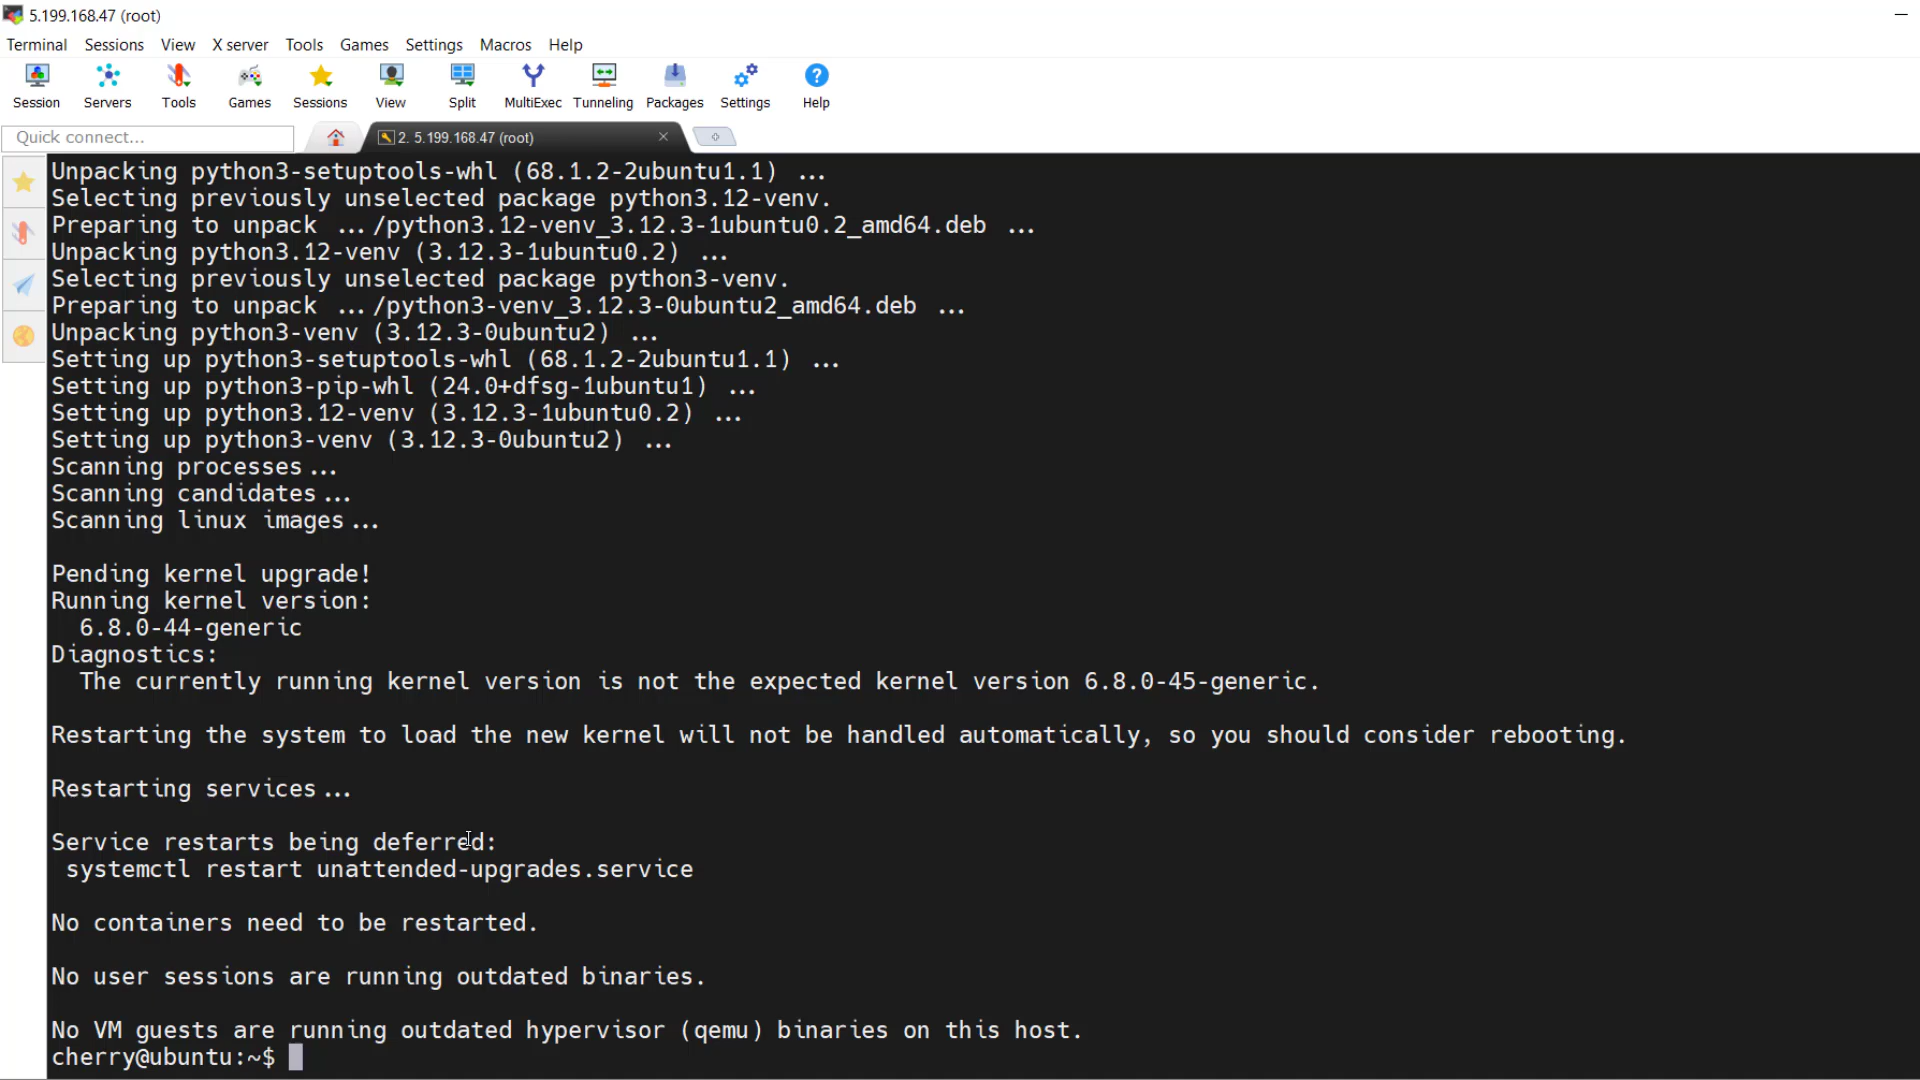 5.199.168.47 (root)
Terminal Sessions View X server Tools Games Settings Macros Help
Session Servers Tools Games Sessions View Split MultiExec Tunneling Packages Settings Help
Quick connect...
2. 5.199.168.47 (root)
Unpacking python3-setuptools-whl (68.1.2-2ubuntu1.1) ...
Selecting previously unselected package python3.12-venv.
Preparing to unpack .../python3.12-venv_3.12.3-1ubuntu0.2_amd64.deb ...
Unpacking python3.12-venv (3.12.3-1ubuntu0.2) ...
Selecting previously unselected package python3-venv.
Preparing to unpack .../python3-venv_3.12.3-0ubuntu2_amd64.deb ...
Unpacking python3-venv (3.12.3-0ubuntu2) ...
Setting up python3-setuptools-whl (68.1.2-2ubuntu1.1) ...
Setting up python3-pip-whl (24.0+dfsg-1ubuntu1) ...
Setting up python3.12-venv (3.12.3-1ubuntu0.2) ...
Setting up python3-venv (3.12.3-0ubuntu2) ...
Scanning processes...
Scanning candidates...
Scanning linux images...
Pending kernel upgrade!
Running kernel version:
6.8.0-44-generic
Diagnostics:
The currently running kernel version is not the expected kernel version 6.8.0-45-generic.
Restarting the system to load the new kernel will not be handled automatically, so you should consider rebooting.
Restarting services...
Service restarts being deferred:
systemctl restart unattended-upgrades.service
No containers need to be restarted.
No user sessions are running outdated binaries.
No VM guests are running outdated hypervisor (qemu) binaries on this host.
cherry@ubuntu:~$